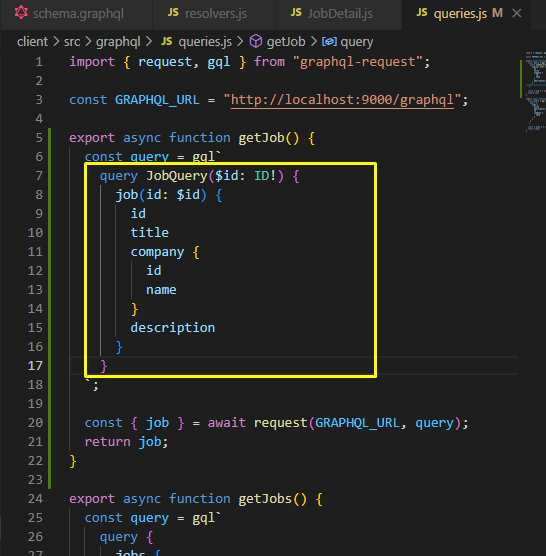 schema.graphql JS resolvers.js JS JobDetail.js JS queries.js M ×
client > src > graphql > JS queries.js > getJob > query
1 import { request, gql } from "graphql-request";
2
3 const GRAPHQL_URL = "http://localhost:9000/graphql";
4
5 export async function getJob() {
6 const query = gql`
7 query JobQuery($id: ID!) {
8 job(id: $id) {
9 id
10 title
11 company {
12 id
13 name
14 }
15 description
16 }
17 }
18 `;
19
20 const { job } = await request(GRAPHQL_URL, query);
21 return job;
22 }
23
24 export async function getJobs() {
25 const query = gql`
26 query {
27 jobs {